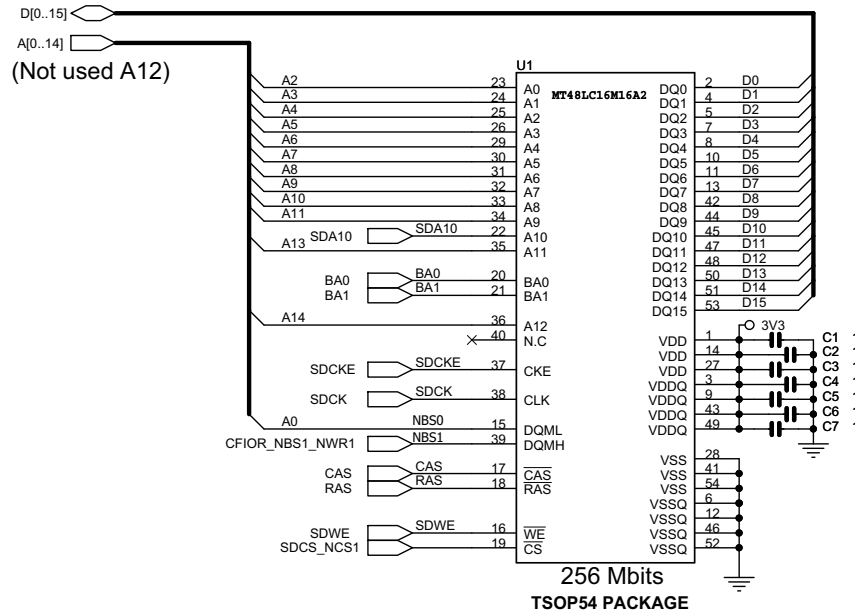 D[0..15]
A[0..14]
(Not used A12)
U1
MT48LC16M16A2
A2 23 A0 DQ0 2 D0
A3 24 A1 DQ1 4 D1
A4 25 A2 DQ2 5 D2
A5 26 A3 DQ3 7 D3
A6 29 A4 DQ4 8 D4
A7 30 A5 DQ5 10 D5
A8 31 A6 DQ6 11 D6
A9 32 A7 DQ7 13 D7
A10 33 A8 DQ8 42 D8
A11 34 A9 DQ9 44 D9
SDA10 SDA10 22 A10 DQ10 45 D10
A13 35 A11 DQ11 47 D11
DQ12 48 D12
BA0 BA0 20 BA0 DQ13 50 D13
BA1 BA1 21 BA1 DQ14 51 D14
DQ15 53 D15
A14 36 A12
3V3
40 N.C VDD 1 C1
VDD 14 C2
SDCKE SDCKE 37 CKE VDD 27 C3
VDDQ 3 C4
SDCK SDCK 38 CLK VDDQ 9 C5
VDDQ 43 C6
A0 NBS0 15 DQML VDDQ 49 C7
CFIOR_NBS1_NWR1 NBS1 39 DQMH
VSS 28
CAS CAS 17 CAS VSS 41
RAS RAS 18 RAS VSS 54
VSSQ 6
VSSQ 12
SDWE SDWE 16 WE VSSQ 46
SDCS_NCS1 19 CS VSSQ 52
256 Mbits
TSOP54 PACKAGE